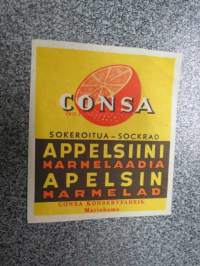 CONSA
SOKEROITUA – SOCKRAD
APPELSIINI
MARMELAADIA
APELSIN
MARMELAD
CONSA KONSERVFABRIK
Mariehamn